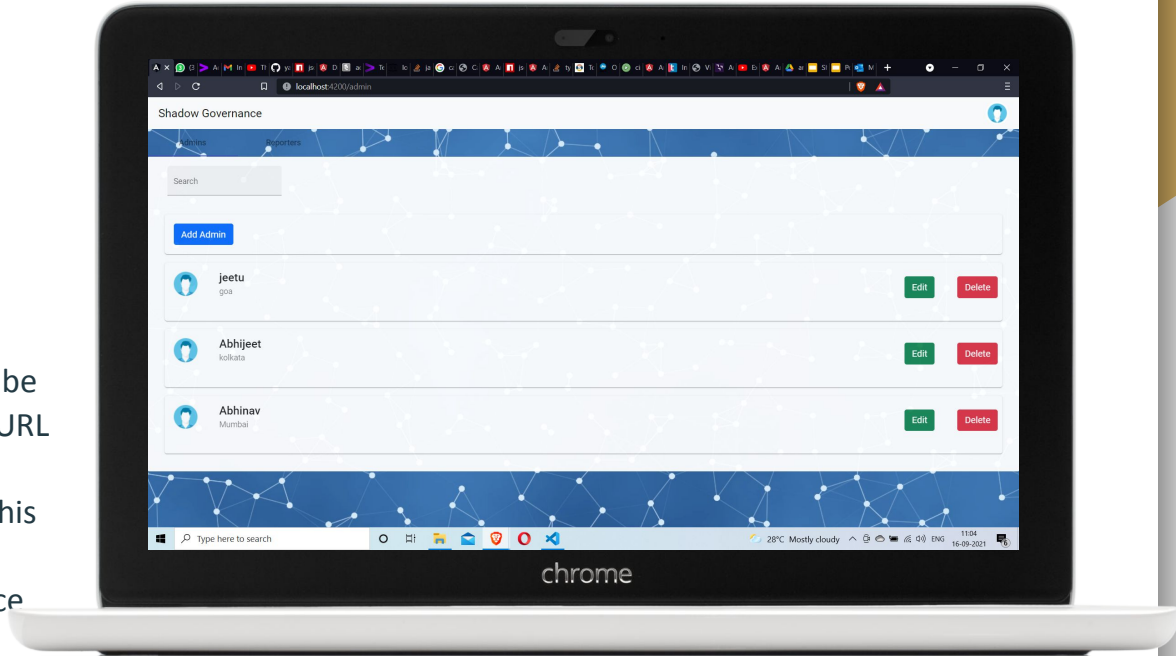 localhost:4200/admin
Shadow Governance
Admins Reporters
Search
Add Admin
jeetu
goa
Edit Delete
Abhijeet
kolkata
Edit Delete
Abhinav
Mumbai
Edit Delete
Type here to search
28°C Mostly cloudy ENG 11:04
16-09-2021
chrome
be
URL